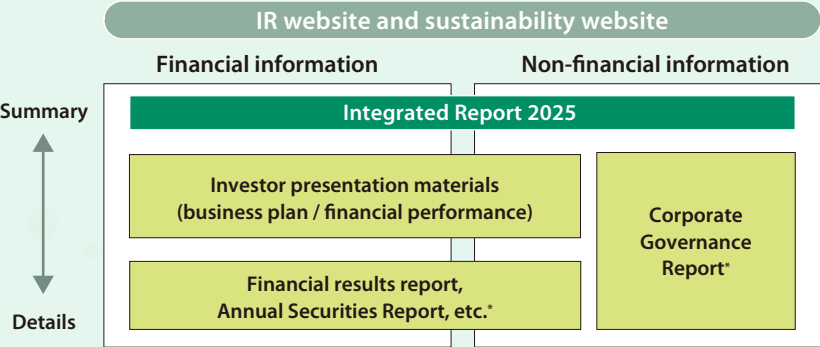 IR website and sustainability website
Financial information
Non-financial information
Summary
Integrated Report 2025
Investor presentation materials
(business plan / financial performance)
Corporate
Governance
Report*
Financial results report,
Annual Securities Report, etc.*
Details